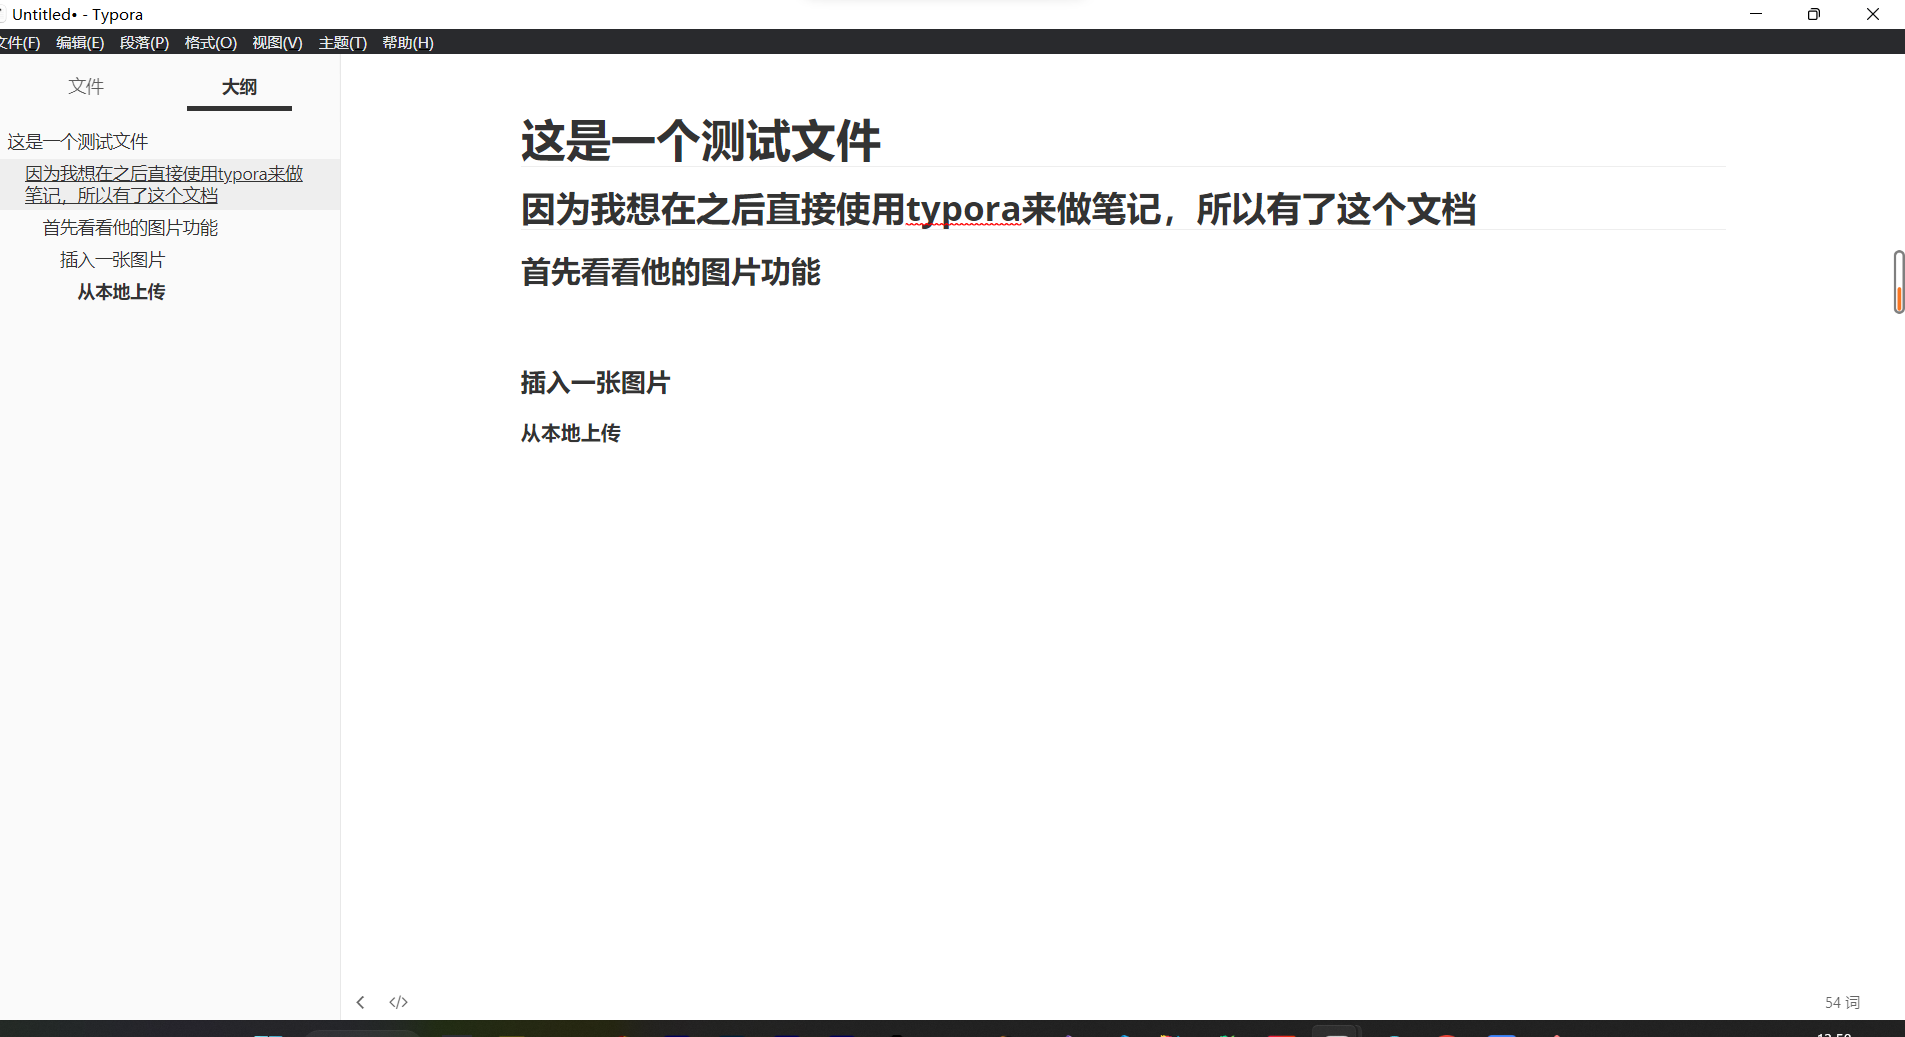 Untitled• - Typora
文件(F) 编辑(E) 段落(P) 格式(O) 视图(V) 主题(T) 帮助(H)
文件 大纲
这是一个测试文件
因为我想在之后直接使用typora来做
笔记，所以有了这个文档
首先看看他的图片功能
插入一张图片
从本地上传
这是一个测试文件
因为我想在之后直接使用typora来做笔记，所以有了这个文档
首先看看他的图片功能
插入一张图片
从本地上传
</> 54 词